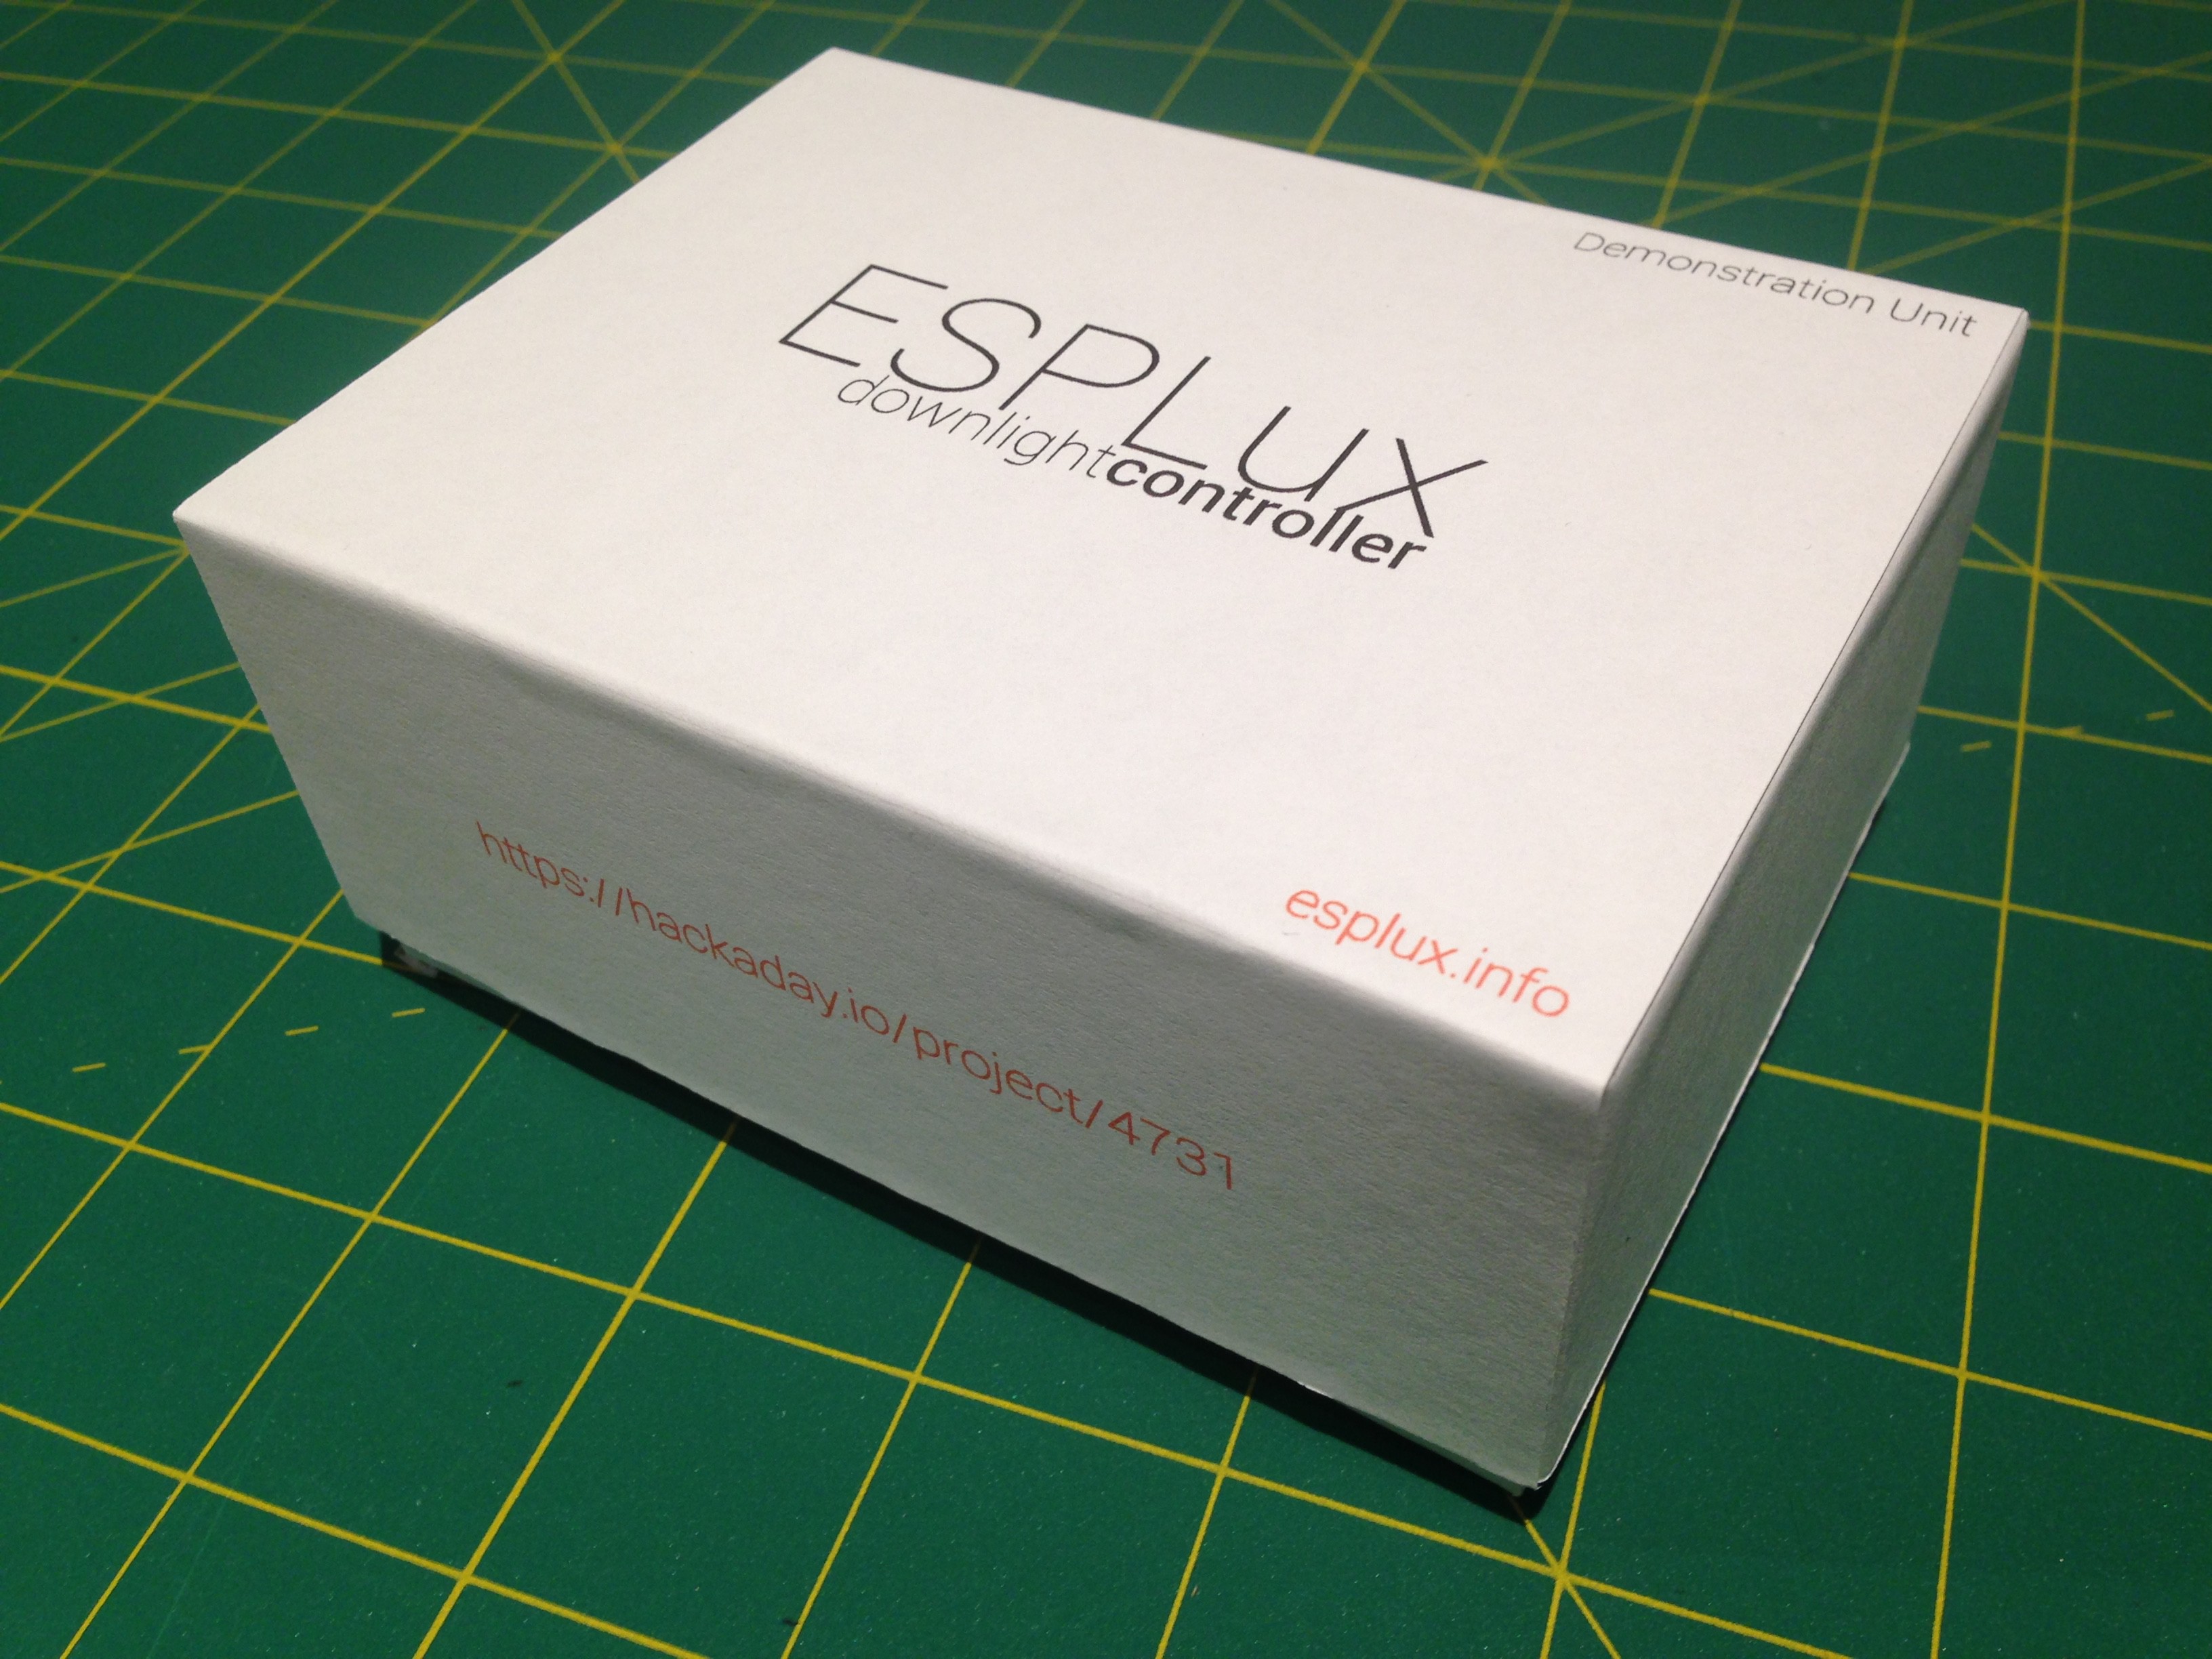 Demonstration Unit
ESPLux
downlightcontroller
esplux.info
https://hackaday.io/project/4731